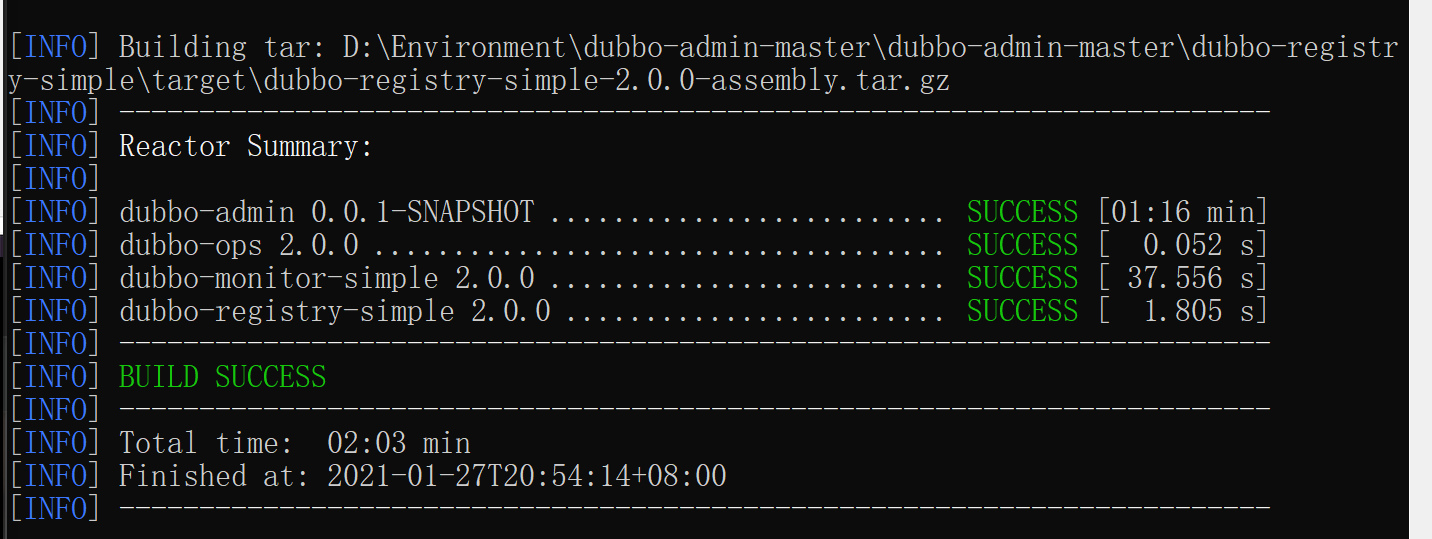 [INFO] Building tar: D:\Environment\dubbo-admin-master\dubbo-admin-master\dubbo-registr
y-simple\target\dubbo-registry-simple-2.0.0-assembly.tar.gz
[INFO] ------------------------------------------------------------------------
[INFO] Reactor Summary:
[INFO]
[INFO] dubbo-admin 0.0.1-SNAPSHOT ......................... SUCCESS [01:16 min]
[INFO] dubbo-ops 2.0.0 .................................... SUCCESS [  0.052 s]
[INFO] dubbo-monitor-simple 2.0.0 ......................... SUCCESS [ 37.556 s]
[INFO] dubbo-registry-simple 2.0.0 ........................ SUCCESS [  1.805 s]
[INFO] ------------------------------------------------------------------------
[INFO] BUILD SUCCESS
[INFO] ------------------------------------------------------------------------
[INFO] Total time:  02:03 min
[INFO] Finished at: 2021-01-27T20:54:14+08:00
[INFO] ------------------------------------------------------------------------